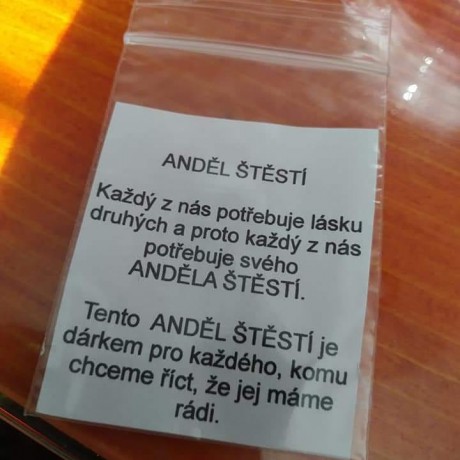 ANDĚL ŠTĚSTÍ
Každý z nás potřebuje lásku
druhých a proto každý z nás
potřebuje svého
ANDĚLA ŠTĚSTÍ.
Tento ANDĚL ŠTĚSTÍ je
dárkem pro každého, komu
chceme říct, že jej máme
rádi.